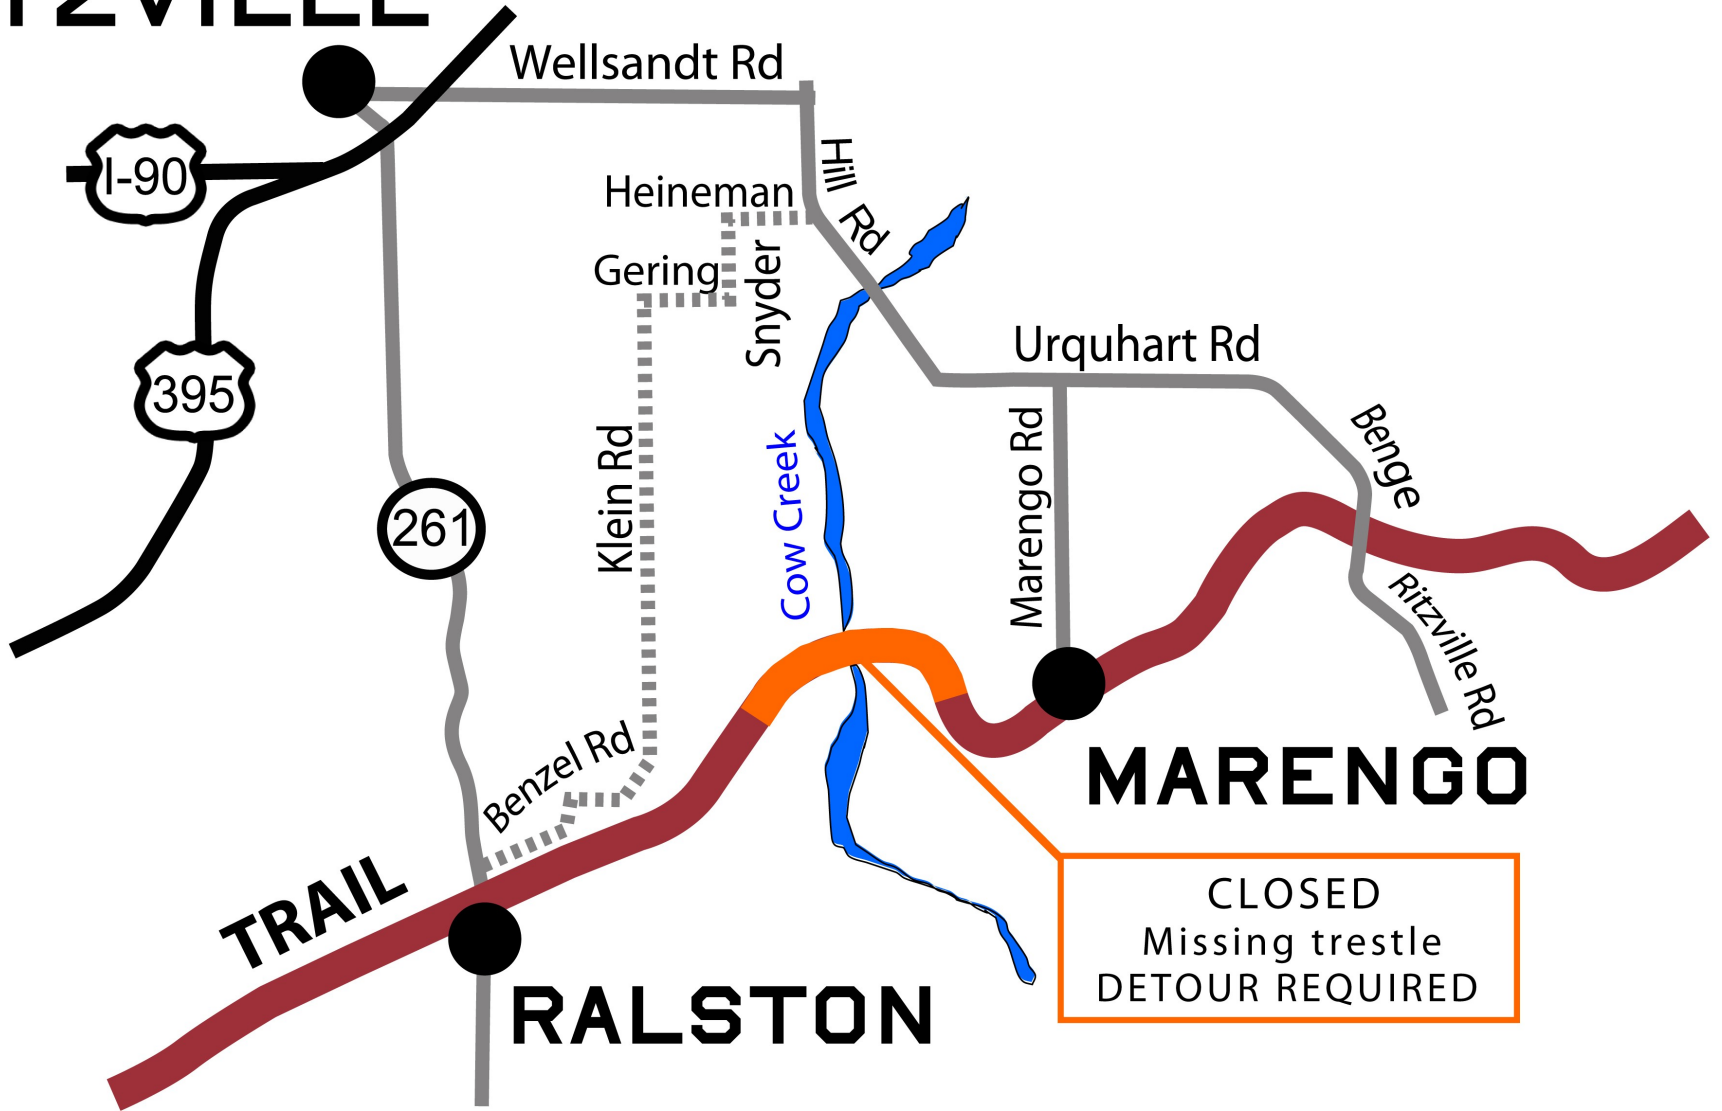 TZVILLE
Wellsandt Rd
I-90
Hill Rd
Heineman
Gering
Snyder
395
Urquhart Rd
Klein Rd
Cow Creek
Marengo Rd
Benge
261
Ritzville Rd
Benzel Rd
MARENGO
TRAIL
CLOSED
Missing trestle
DETOUR REQUIRED
RALSTON